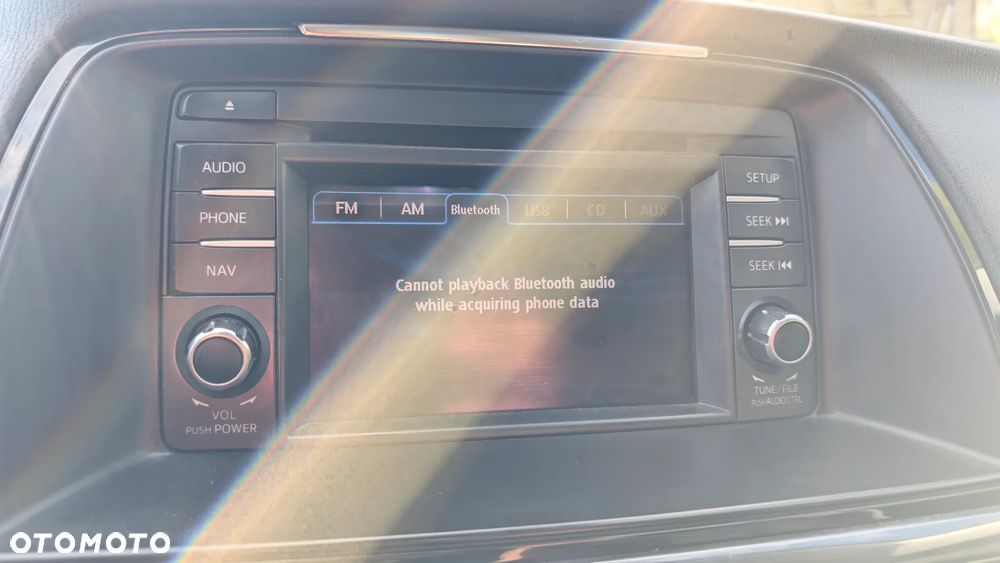 AUDIO
PHONE
NAV
VOL
PUSH POWER
FM AM Bluetooth USB CD AUX
Cannot playback Bluetooth audio
while acquiring phone data
SETUP
SEEK
SEEK
TUNE/FILE
PUSH AUDIO CTRL
OTOMOTO